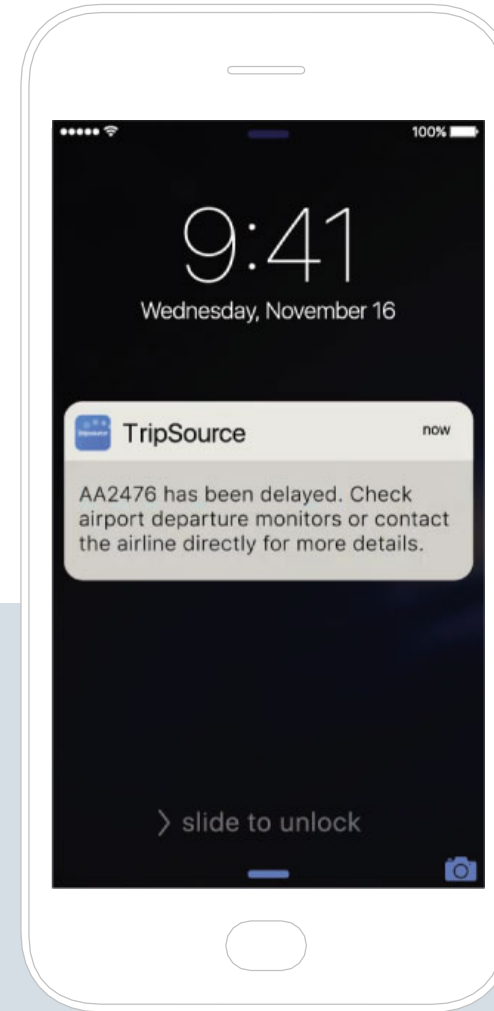 100%
9:41
Wednesday, November 16
TripSource
now
AA2476 has been delayed. Check
airport departure monitors or contact
the airline directly for more details.
> slide to unlock